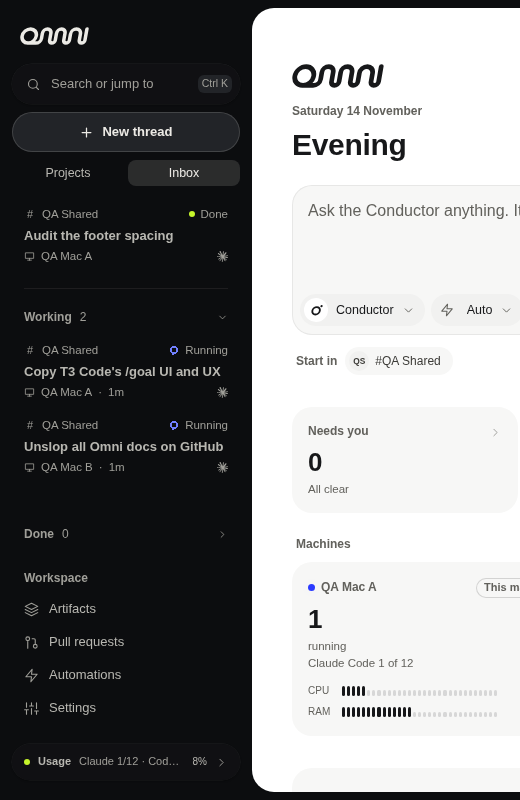 omni
Search or jump to Ctrl K
New thread
Projects Inbox
# QA Shared Done
Audit the footer spacing
QA Mac A
Working 2
# QA Shared Running
Copy T3 Code's /goal UI and UX
QA Mac A · 1m
# QA Shared Running
Unslop all Omni docs on GitHub
QA Mac B · 1m
Done 0
Workspace
Artifacts
Pull requests
Automations
Settings
Usage Claude 1/12 · Cod... 8%
omni
Saturday 14 November
Evening
Ask the Conductor anything. It
Conductor Auto
Start in QS #QA Shared
Needs you
0
All clear
Machines
QA Mac A This m
1
running
Claude Code 1 of 12
CPU
RAM